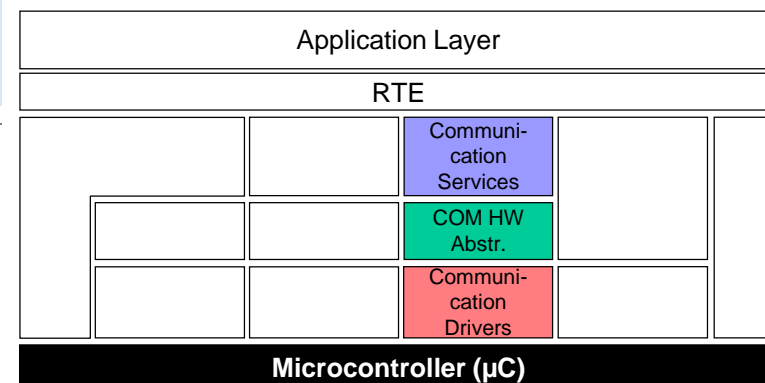 Application Layer
RTE
Communi-
cation
Services
COM HW
Abstr.
Communi-
cation
Drivers
Microcontroller (µC)